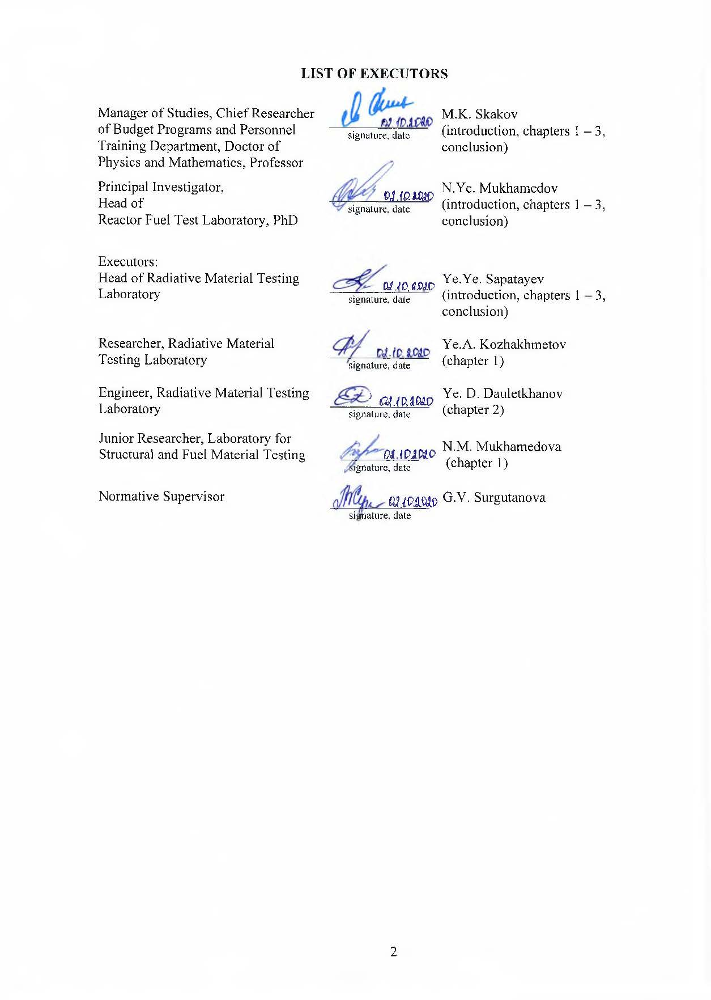 LIST OF EXECUTORS
Manager of Studies, Chief Researcher
of Budget Programs and Personnel
Training Department, Doctor of
Physics and Mathematics, Professor
02.10.2020
signature, date
M.K. Skakov
(introduction, chapters 1 – 3,
conclusion)
Principal Investigator,
Head of
Reactor Fuel Test Laboratory, PhD
02.10.2020
signature, date
N.Ye. Mukhamedov
(introduction, chapters 1 – 3,
conclusion)
Executors:
Head of Radiative Material Testing
Laboratory
02.10.2020
signature, date
Ye.Ye. Sapatayev
(introduction, chapters 1 – 3,
conclusion)
Researcher, Radiative Material
Testing Laboratory
02.10.2020
signature, date
Ye.A. Kozhakhmetov
(chapter 1)
Engineer, Radiative Material Testing
Laboratory
02.10.2020
signature, date
Ye. D. Dauletkhanov
(chapter 2)
Junior Researcher, Laboratory for
Structural and Fuel Material Testing
02.10.2020
signature, date
N.M. Mukhamedova
(chapter 1)
Normative Supervisor
02.10.2020
signature, date
G.V. Surgutanova
2